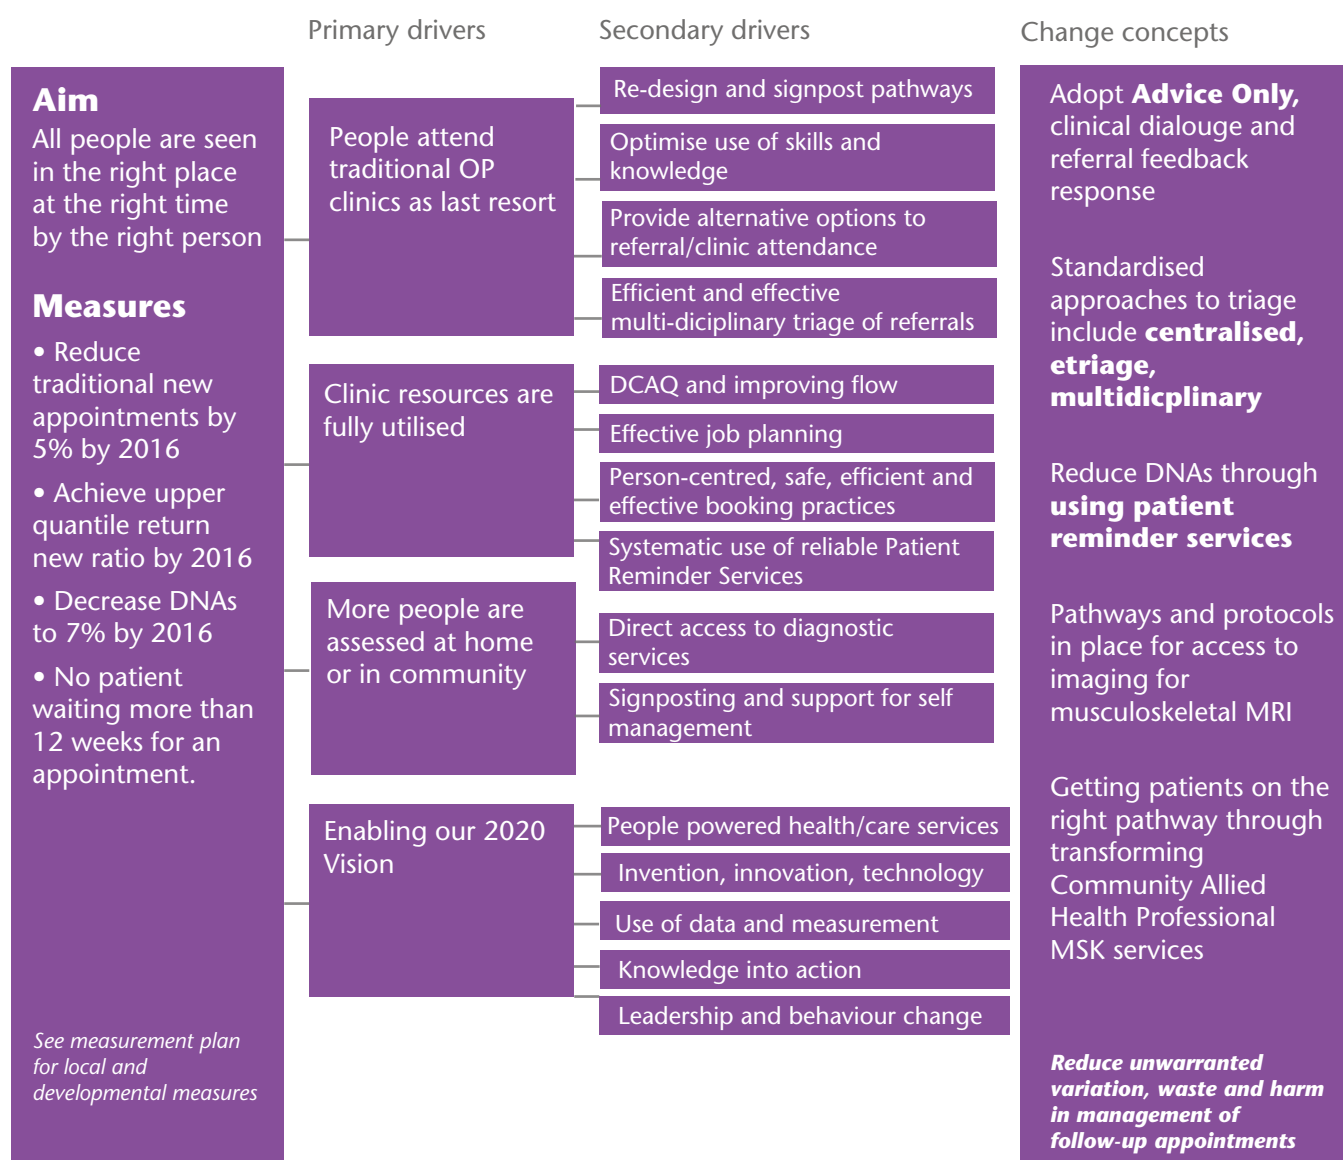 Primary drivers
Secondary drivers
Change concepts
Aim
All people are seen
in the right place
at the right time
by the right person
Measures
• Reduce
traditional new
appointments by
5% by 2016
• Achieve upper
quantile return
new ratio by 2016
• Decrease DNAs
to 7% by 2016
• No patient
waiting more than
12 weeks for an
appointment.
See measurement plan
for local and
developmental measures
People attend
traditional OP
clinics as last resort
Clinic resources are
fully utilised
More people are
assessed at home
or in community
Enabling our 2020
Vision
Re-design and signpost pathways
Optimise use of skills and
knowledge
Provide alternative options to
referral/clinic attendance
Efficient and effective
multi-diciplinary triage of referrals
DCAQ and improving flow
Effective job planning
Person-centred, safe, efficient and
effective booking practices
Systematic use of reliable Patient
Reminder Services
Direct access to diagnostic
services
Signposting and support for self
management
People powered health/care services
Invention, innovation, technology
Use of data and measurement
Knowledge into action
Leadership and behaviour change
Adopt Advice Only,
clinical dialouge and
referral feedback
response
Standardised
approaches to triage
include centralised,
etriage,
multidicplinary
Reduce DNAs through
using patient
reminder services
Pathways and protocols
in place for access to
imaging for
musculoskeletal MRI
Getting patients on the
right pathway through
transforming
Community Allied
Health Professional
MSK services
Reduce unwarranted
variation, waste and harm
in management of
follow-up appointments